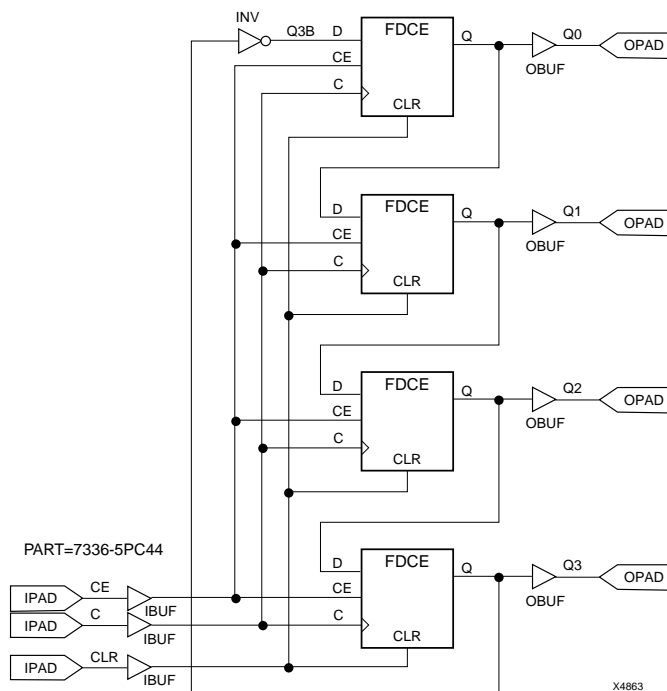 INV
Q3B
D
FDCE
Q
Q0
OPAD
CE
OBUF
C
CLR
D
FDCE
Q
Q1
OPAD
CE
OBUF
C
CLR
D
FDCE
Q
Q2
OPAD
CE
OBUF
C
CLR
PART=7336-5PC44
D
FDCE
Q
Q3
OPAD
IPAD
CE
IBUF
CE
OBUF
IPAD
C
IBUF
C
CLR
IPAD
CLR
IBUF
X4863